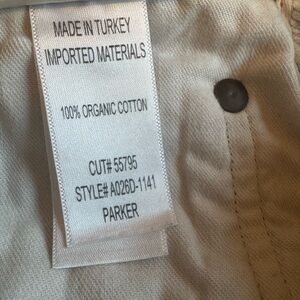 MADE IN TURKEY
IMPORTED MATERIALS
100% ORGANIC COTTON
CUT# 55795
STYLE# A026D-1141
PARKER